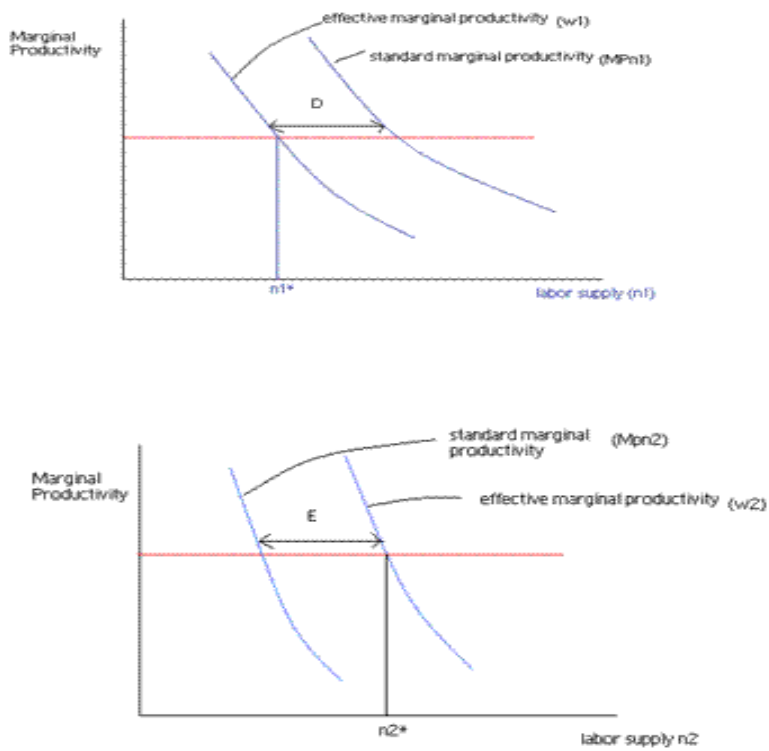 effective marginal productivity (w1)
Marginal
Productivity
standard marginal productivity (MPn1)
D
n1*
labor supply (n1)
standard marginal (Mpn2)
productivity
Marginal
Productivity
effective marginal productivity (w2)
E
n2*
labor supply n2